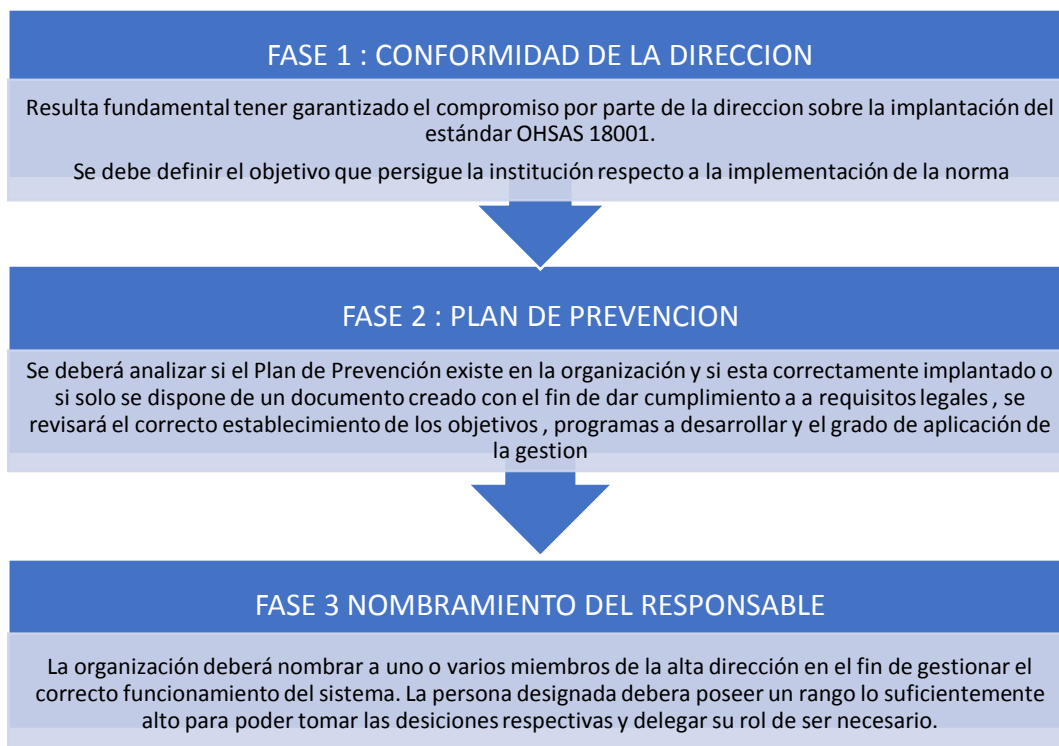 FASE 1 : CONFORMIDAD DE LA DIRECCION
Resulta fundamental tener garantizado el compromiso por parte de la direccion sobre la implantación del
estándar OHSAS 18001.
Se debe definir el objetivo que persigue la institución respecto a la implementación de la norma
FASE 2 : PLAN DE PREVENCION
Se deberá analizar si el Plan de Prevención existe en la organización y si esta correctamente implantado o
si solo se dispone de un documento creado con el fin de dar cumplimiento a a requisitos legales , se
revisará el correcto establecimiento de los objetivos , programas a desarrollar y el grado de aplicación de
la gestion
FASE 3 NOMBRAMIENTO DEL RESPONSABLE
La organización deberá nombrar a uno o varios miembros de la alta dirección en el fin de gestionar el
correcto funcionamiento del sistema. La persona designada debera poseer un rango lo suficientemente
alto para poder tomar las desiciones respectivas y delegar su rol de ser necesario.